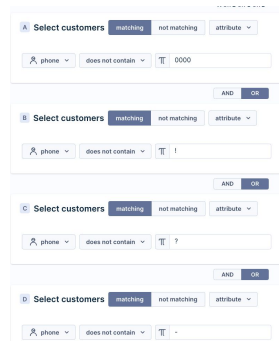 A Select customers matching not matching attribute
phone does not contain 0000
AND OR
B Select customers matching not matching attribute
phone does not contain !
AND OR
C Select customers matching not matching attribute
phone does not contain ?
AND OR
D Select customers matching not matching attribute
phone does not contain -